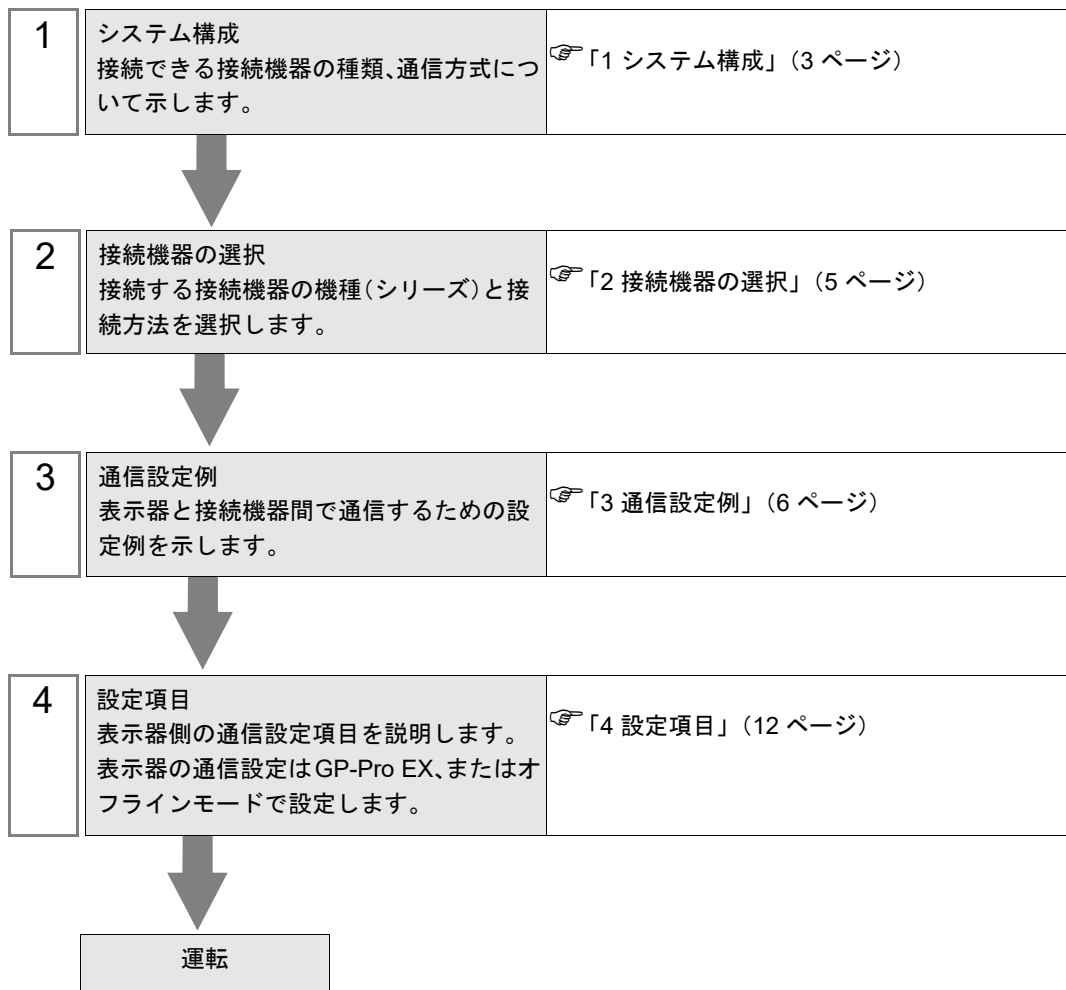 1
システム構成
接続できる接続機器の種類、通信方式につ
いて示します。
☞「1 システム構成」（3 ページ）
2
接続機器の選択
接続する接続機器の機種（シリーズ）と接
続方法を選択します。
☞「2 接続機器の選択」（5 ページ）
3
通信設定例
表示器と接続機器間で通信するための設
定例を示します。
☞「3 通信設定例」（6 ページ）
4
設定項目
表示器側の通信設定項目を説明します。
表示器の通信設定はGP-Pro EX、またはオ
フラインモードで設定します。
☞「4 設定項目」（12 ページ）
運転